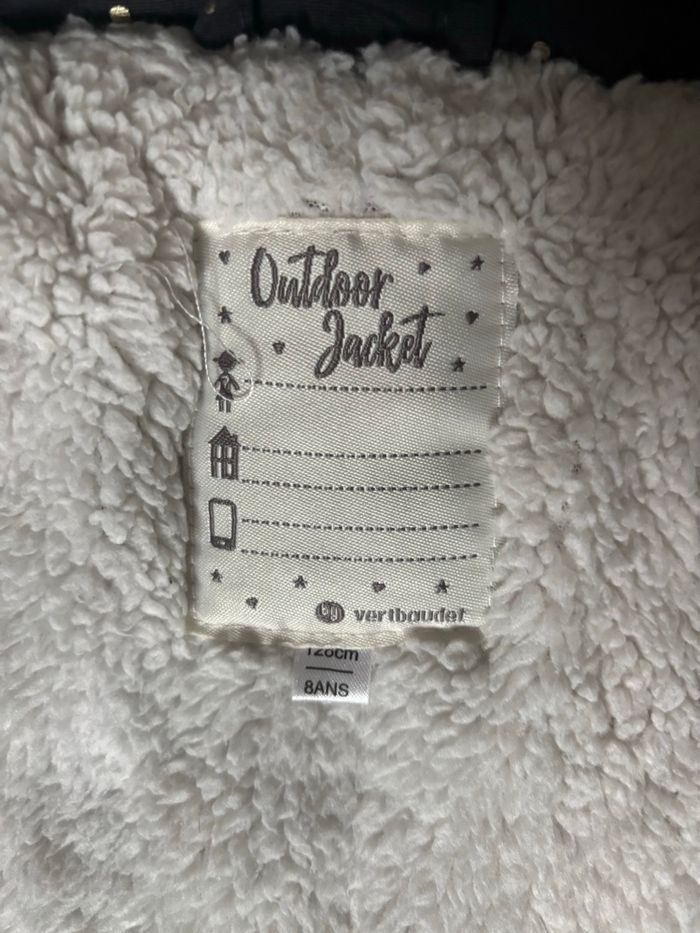 Outdoor
Jacket
vertbaudet
128cm
8ANS